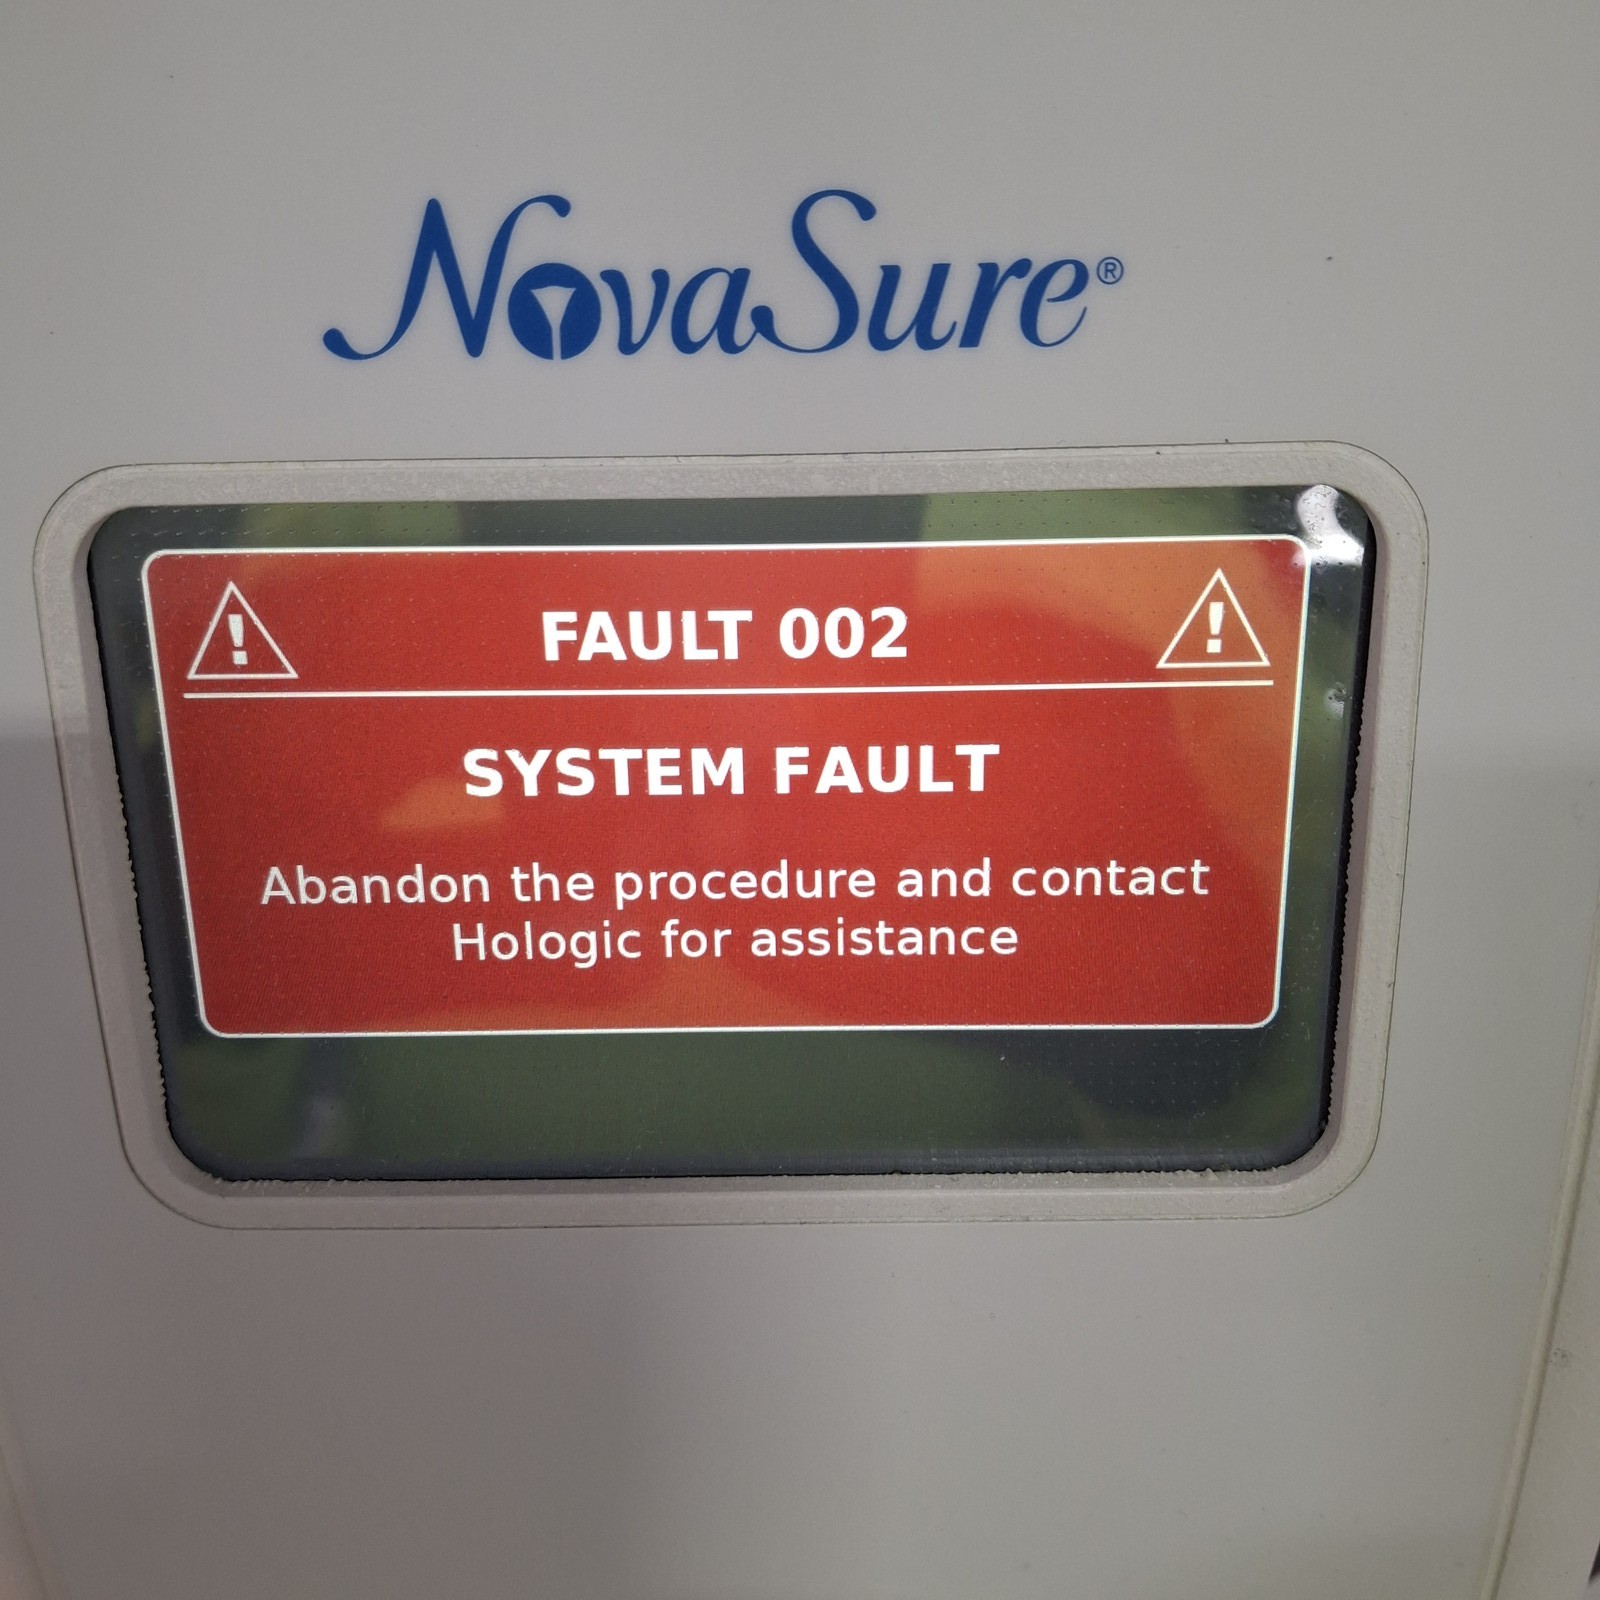 NovaSure®
FAULT 002
SYSTEM FAULT
Abandon the procedure and contact
Hologic for assistance